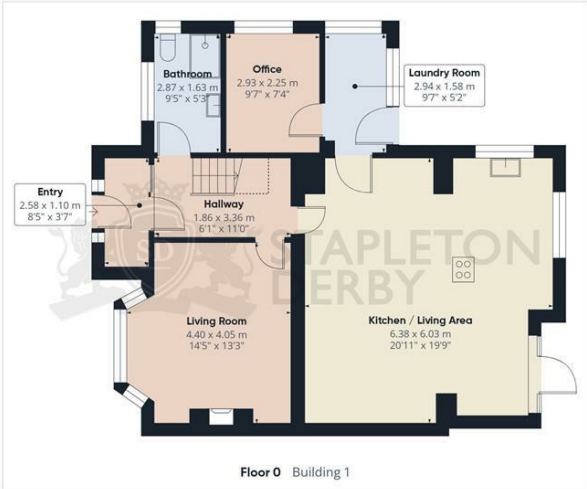 Bathroom
2.87 x 1.63 m
9'5" x 5'3"
Office
2.93 x 2.25 m
9'7" x 7'4"
Laundry Room
2.94 x 1.58 m
9'7" x 5'2"
Entry
2.58 x 1.10 m
8'5" x 3'7"
Hallway
1.86 x 3.36 m
6'1" x 11'0"
STAPLETON
DERBY
SD
Living Room
4.40 x 4.05 m
14'5" x 13'3"
Kitchen / Living Area
6.38 x 6.03 m
20'11" x 19'9"
Floor 0 Building 1